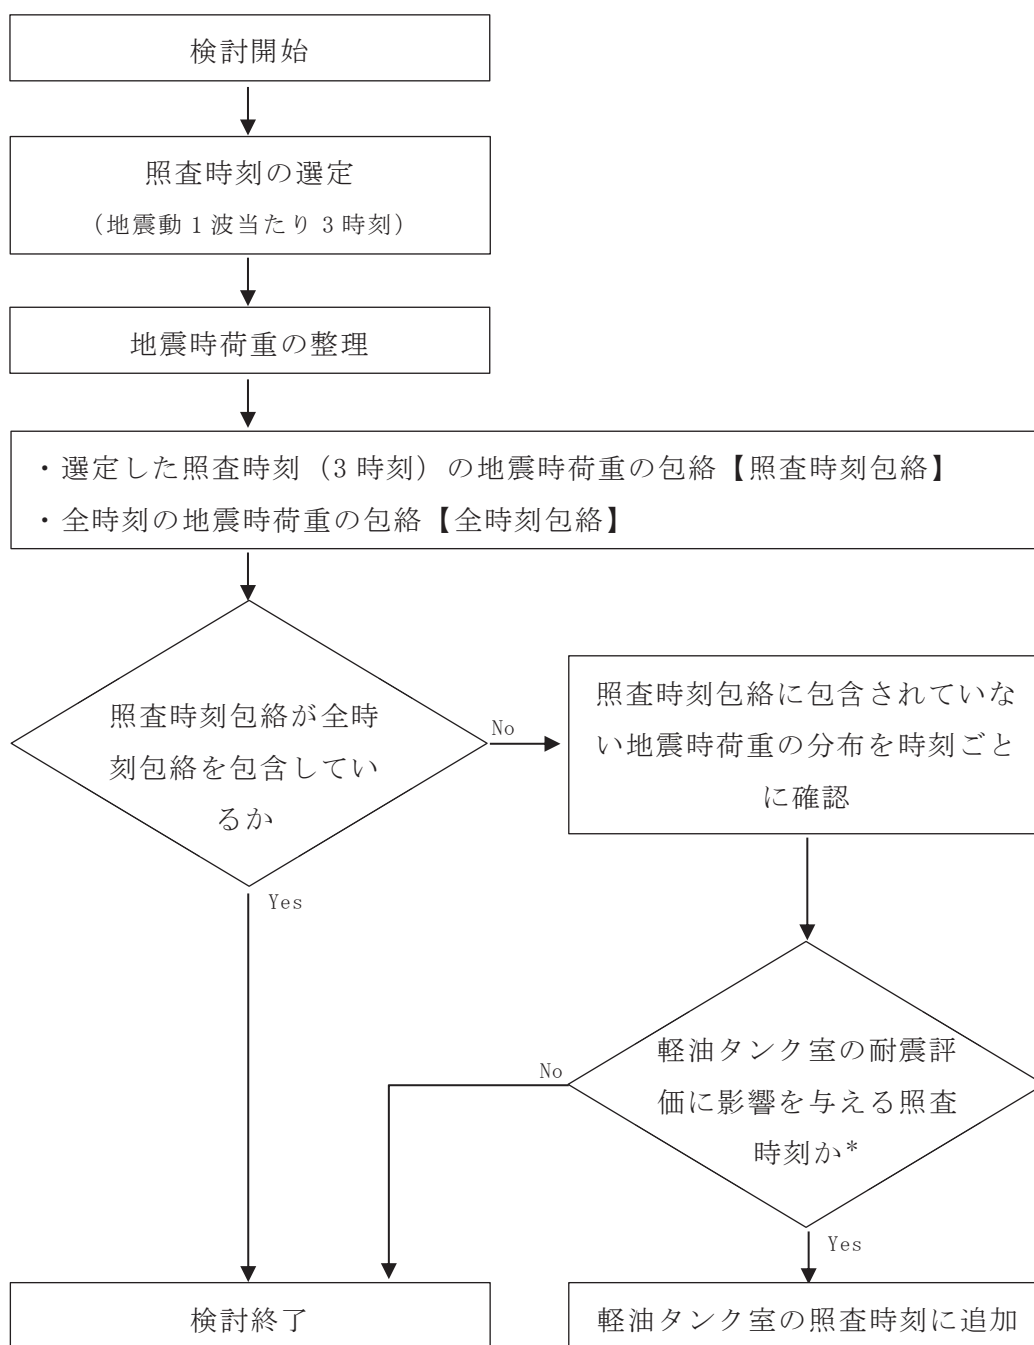 検討開始
照査時刻の選定
（地震動1波当たり3時刻）
地震時荷重の整理
・選定した照査時刻（3時刻）の地震時荷重の包絡【照査時刻包絡】
・全時刻の地震時荷重の包絡【全時刻包絡】
照査時刻包絡が全時
刻包絡を包含してい
るか
No
照査時刻包絡に包含されていな
い地震時荷重の分布を時刻ごと
に確認
Yes
軽油タンク室の耐震評
価に影響を与える照査
時刻か*
No
Yes
検討終了
軽油タンク室の照査時刻に追加